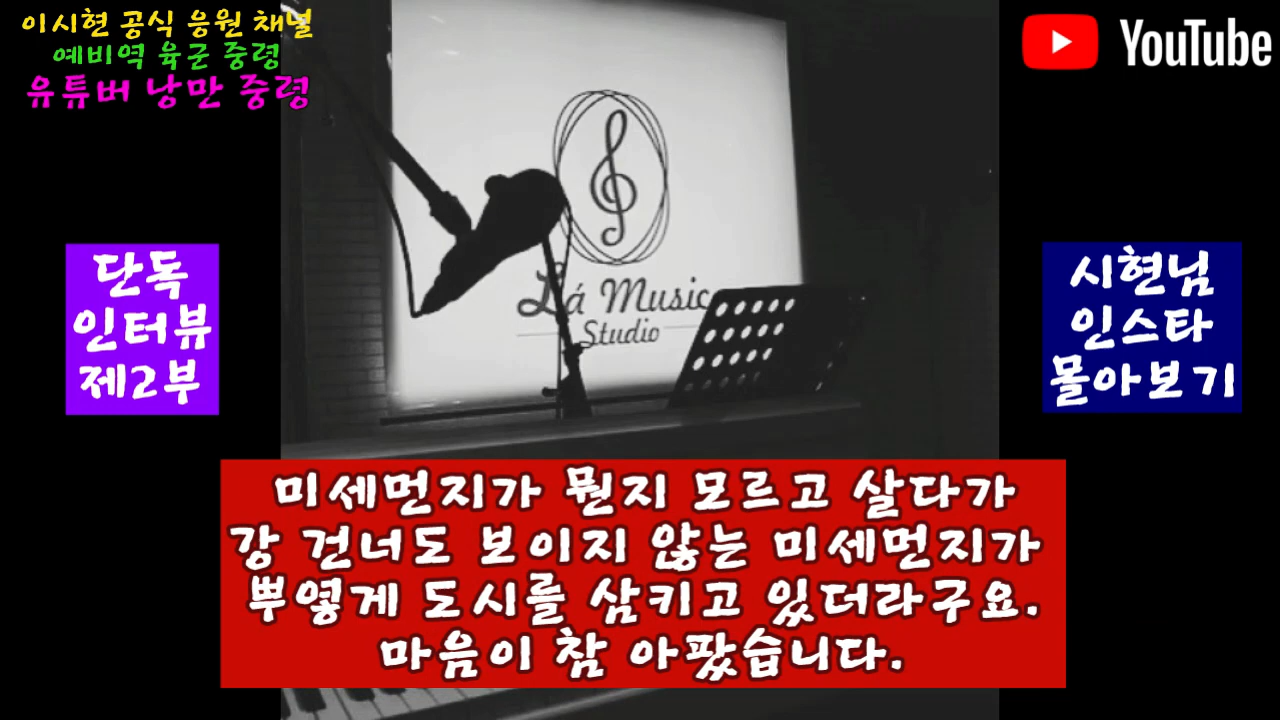 이시현 공식 응원 채널
예비역 육군 중령
유튜버 낭만 중령
YouTube
Lá Music
Studio
단독
인터뷰
제2부
시현님
인스타
몰아보기
미세먼지가 뭔지 모르고 살다가
강 건너도 보이지 않는 미세먼지가
뿌옇게 도시를 삼키고 있더라구요.
마음이 참 아팠습니다.